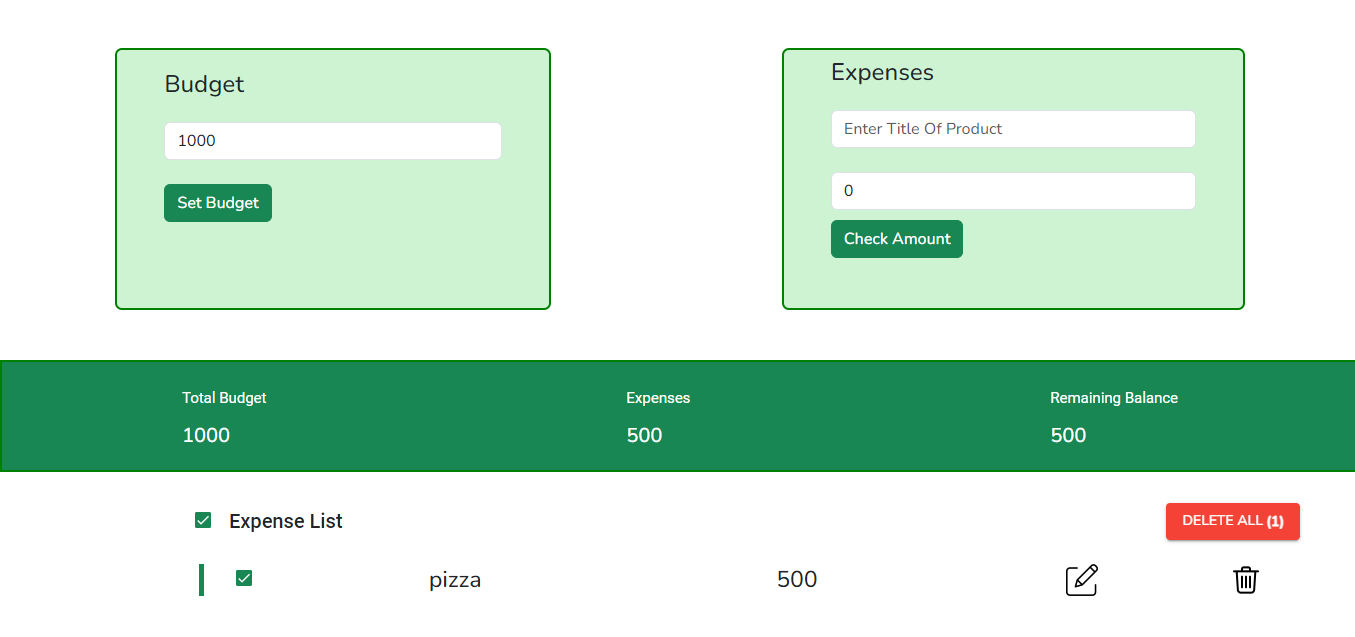 Budget
1000
Set Budget
Expenses
Enter Title Of Product
0
Check Amount
Total Budget
1000
Expenses
500
Remaining Balance
500
Expense List
DELETE ALL (1)
pizza 500